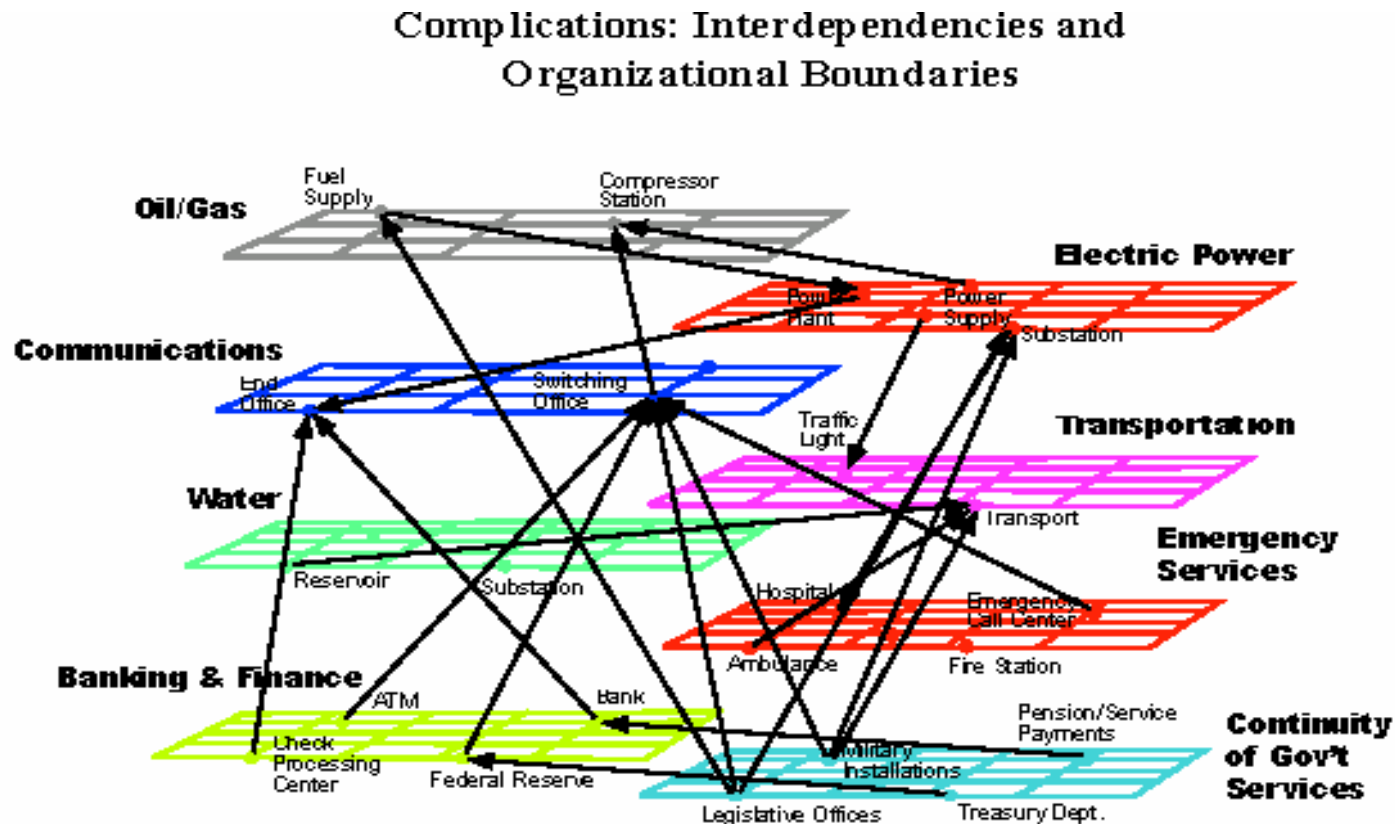 Complications: Interdependencies and
Organizational Boundaries
Fuel
Supply
Compressor
Station
Oil/Gas
Electric Power
Power
Plant
Power
Supply
Substation
Communications
End
Office
Switching
Office
Traffic
Light
Transportation
Water
Transport
Reservoir
Substation
Emergency
Services
Hospital
Emergency
Call Center
Ambulance
Fire Station
Banking & Finance
ATM
Bank
Check
Processing
Center
Federal Reserve
Pension/Service
Payments
Continuity
of Gov't
Services
Military
Installations
Legislative Offices
Treasury Dept.